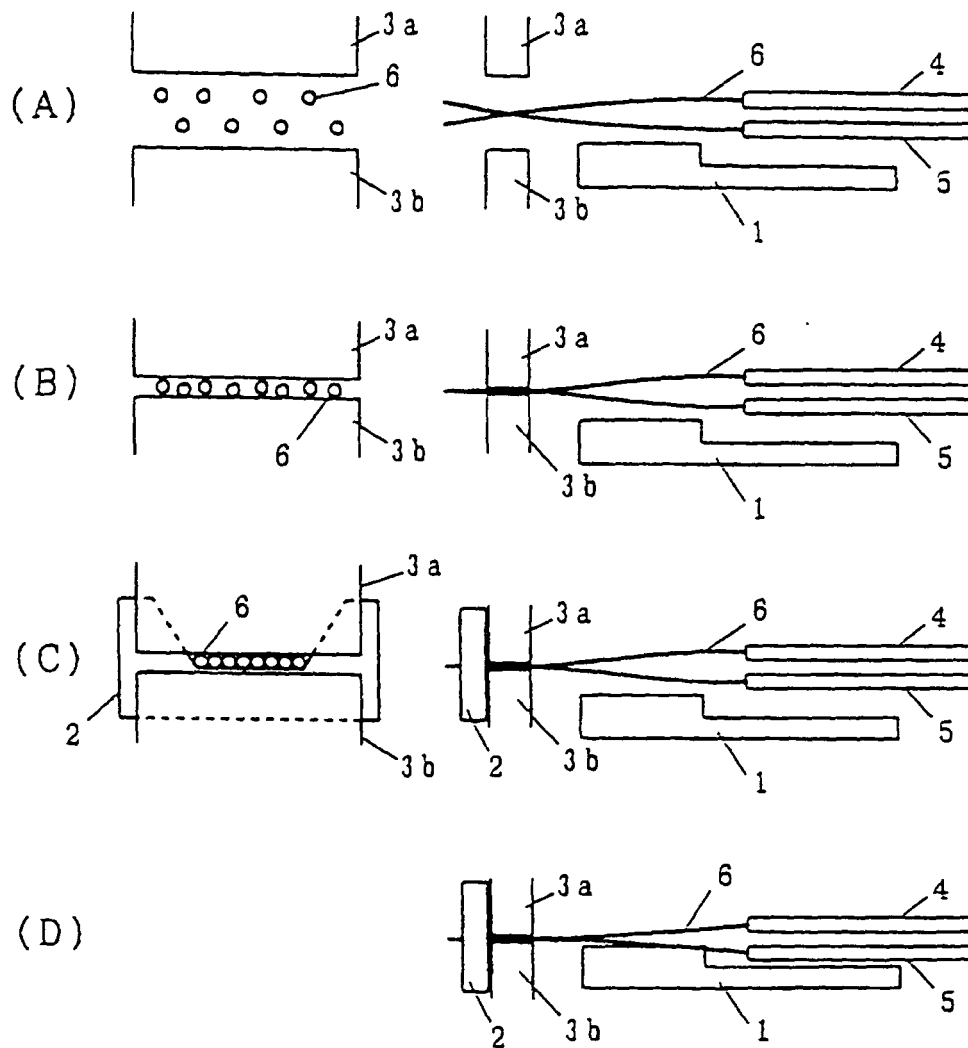 3a 3a
6 6 4
(A)
3b 3b 1 5
3a 3a 6 4
(B)
6 3b 3b 1 5
3a 3a 6 4
6
(C)
2 3b 2 3b 1 5
3a 6 4
(D)
2 3b 1 5